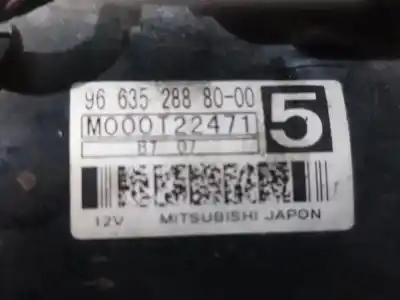 96 635 288 80-00
M000T22471
B7 07
5
12V MITSUBISHI JAPON